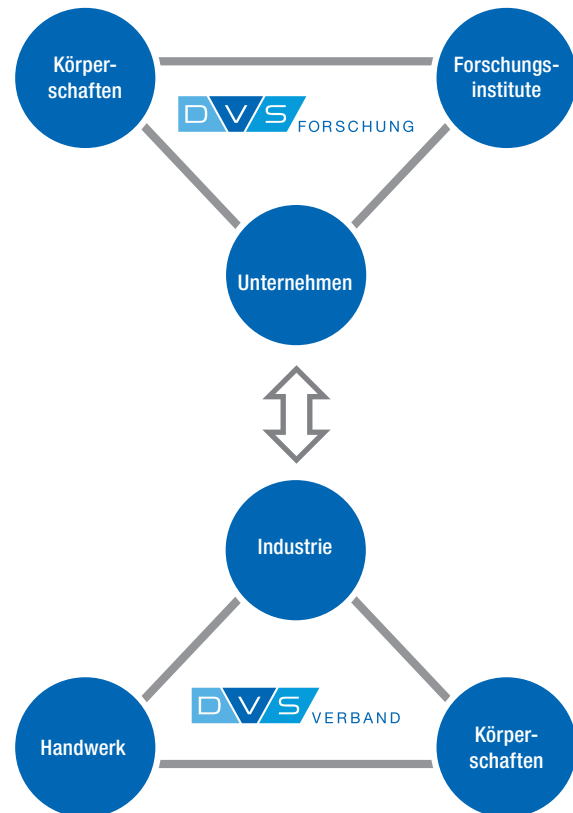 Körper-
schaften
Forschungs-
institute
DVS FORSCHUNG
Unternehmen
Industrie
DVS VERBAND
Handwerk
Körper-
schaften